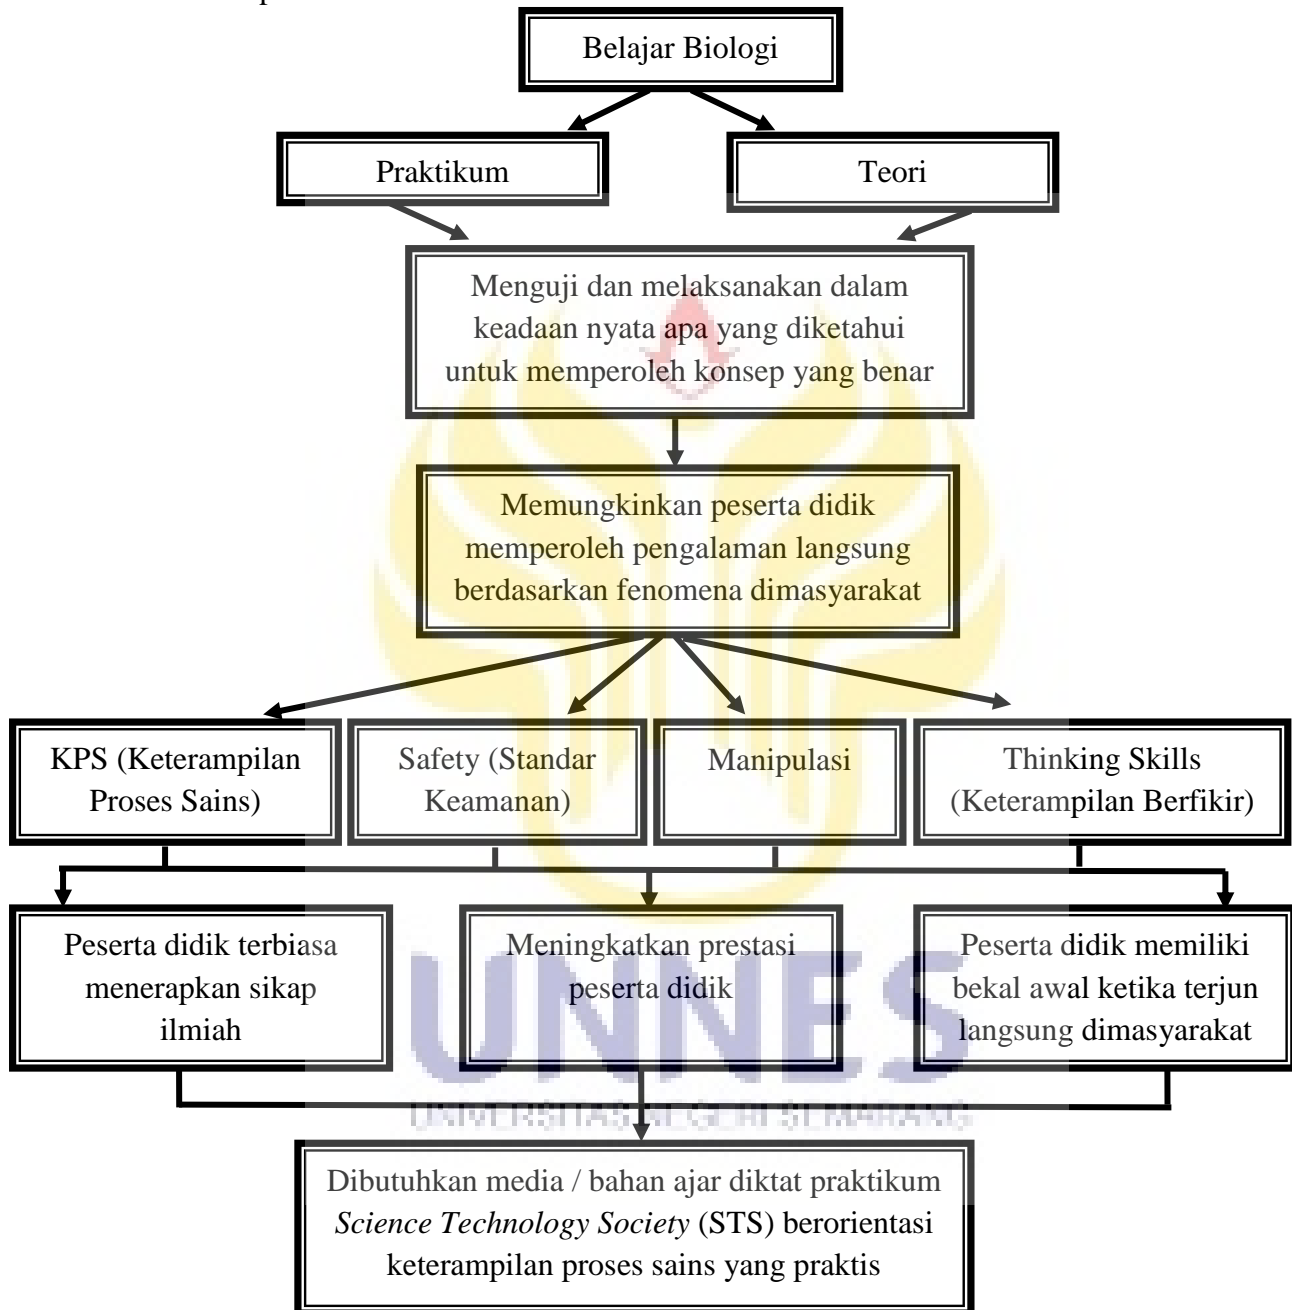 Belajar Biologi
Praktikum
Teori
Menguji dan melaksanakan dalam
keadaan nyata apa yang diketahui
untuk memperoleh konsep yang benar
Memungkinkan peserta didik
memperoleh pengalaman langsung
berdasarkan fenomena dimasyarakat
KPS (Keterampilan
Proses Sains)
Safety (Standar
Keamanan)
Manipulasi
Thinking Skills
(Keterampilan Berfikir)
Peserta didik terbiasa
menerapkan sikap
ilmiah
Meningkatkan prestasi
peserta didik
Peserta didik memiliki
bekal awal ketika terjun
langsung dimasyarakat
UNNES
UNIVERSITAS NEGERI SEMARANG
Dibutuhkan media / bahan ajar diktat praktikum
Science Technology Society (STS) berorientasi
keterampilan proses sains yang praktis